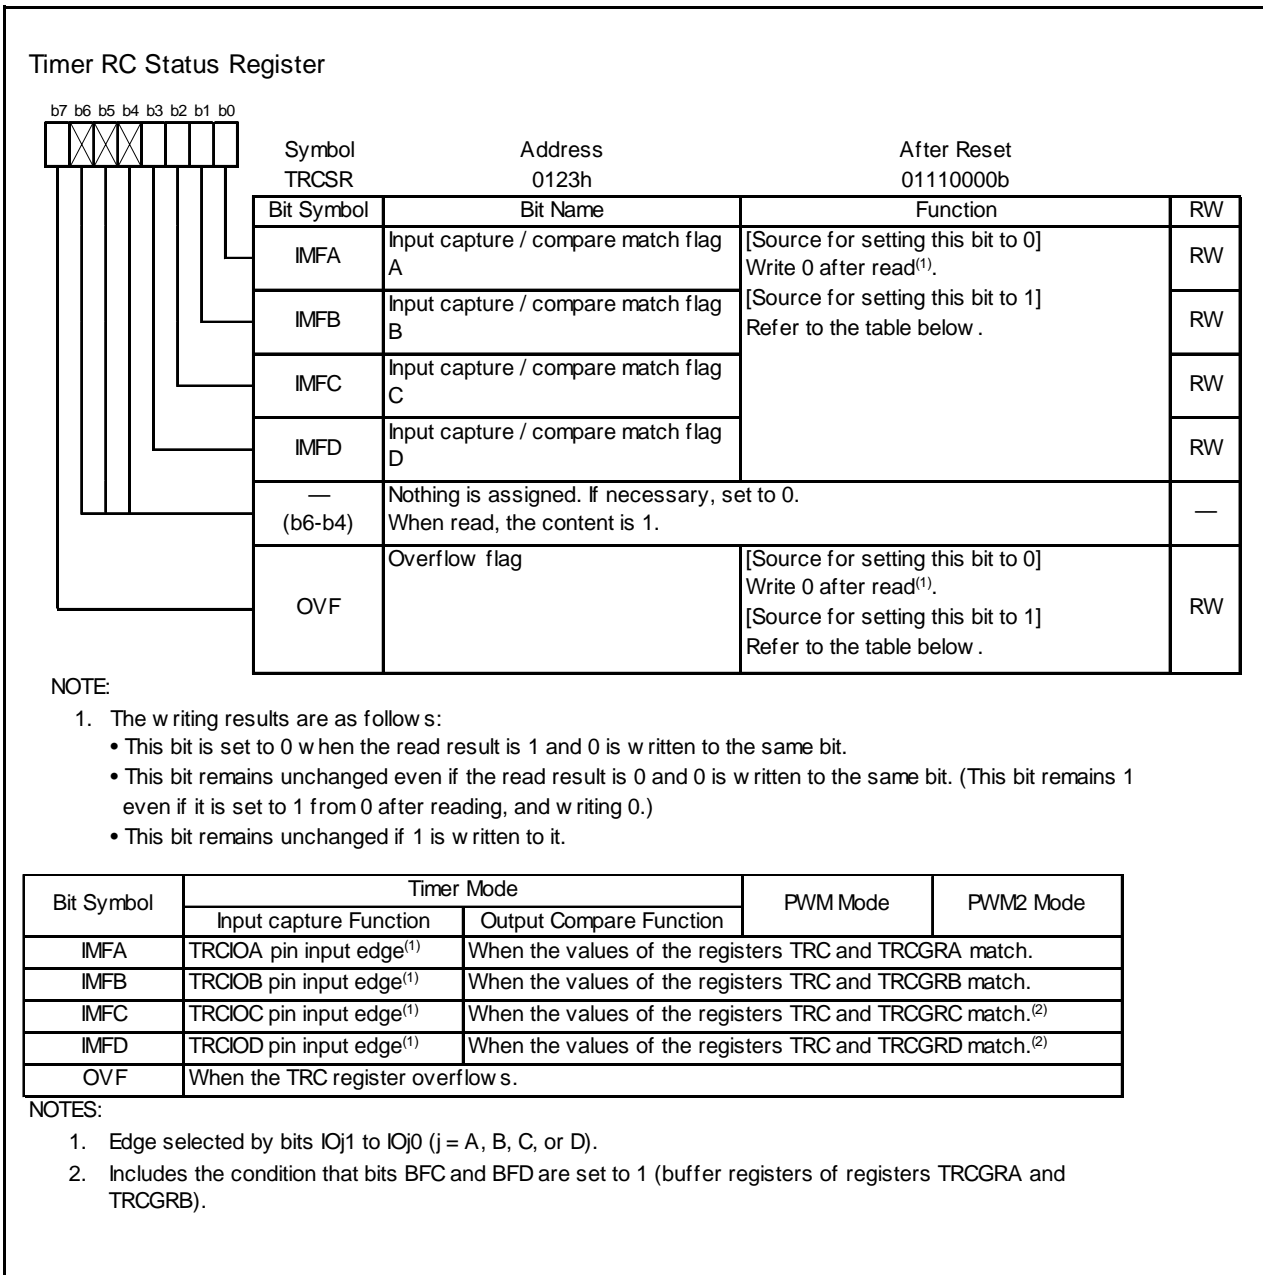 Timer RC Status Register
b7 b6 b5 b4 b3 b2 b1 b0
Symbol Address After Reset
TRCSR 0123h 01110000b
Bit Symbol Bit Name Function RW
IMFA Input capture / compare match flag A [Source for setting this bit to 0] RW
Write 0 after read(1).
[Source for setting this bit to 1]
Refer to the table below.
IMFB Input capture / compare match flag B RW
IMFC Input capture / compare match flag C RW
IMFD Input capture / compare match flag D RW
— (b6-b4) Nothing is assigned. If necessary, set to 0. —
When read, the content is 1.
OVF Overflow flag [Source for setting this bit to 0] RW
Write 0 after read(1).
[Source for setting this bit to 1]
Refer to the table below.
NOTE:
1. The writing results are as follows:
• This bit is set to 0 when the read result is 1 and 0 is written to the same bit.
• This bit remains unchanged even if the read result is 0 and 0 is written to the same bit. (This bit remains 1
even if it is set to 1 from 0 after reading, and writing 0.)
• This bit remains unchanged if 1 is written to it.
Bit Symbol Timer Mode PWM Mode PWM2 Mode
Input capture Function Output Compare Function
IMFA TRCIOA pin input edge(1) When the values of the registers TRC and TRCGRA match.
IMFB TRCIOB pin input edge(1) When the values of the registers TRC and TRCGRB match.
IMFC TRCIOC pin input edge(1) When the values of the registers TRC and TRCGRC match.(2)
IMFD TRCIOD pin input edge(1) When the values of the registers TRC and TRCGRD match.(2)
OVF When the TRC register overflows.
NOTES:
1. Edge selected by bits IOj1 to IOj0 (j = A, B, C, or D).
2. Includes the condition that bits BFC and BFD are set to 1 (buffer registers of registers TRCGRA and
TRCGRB).